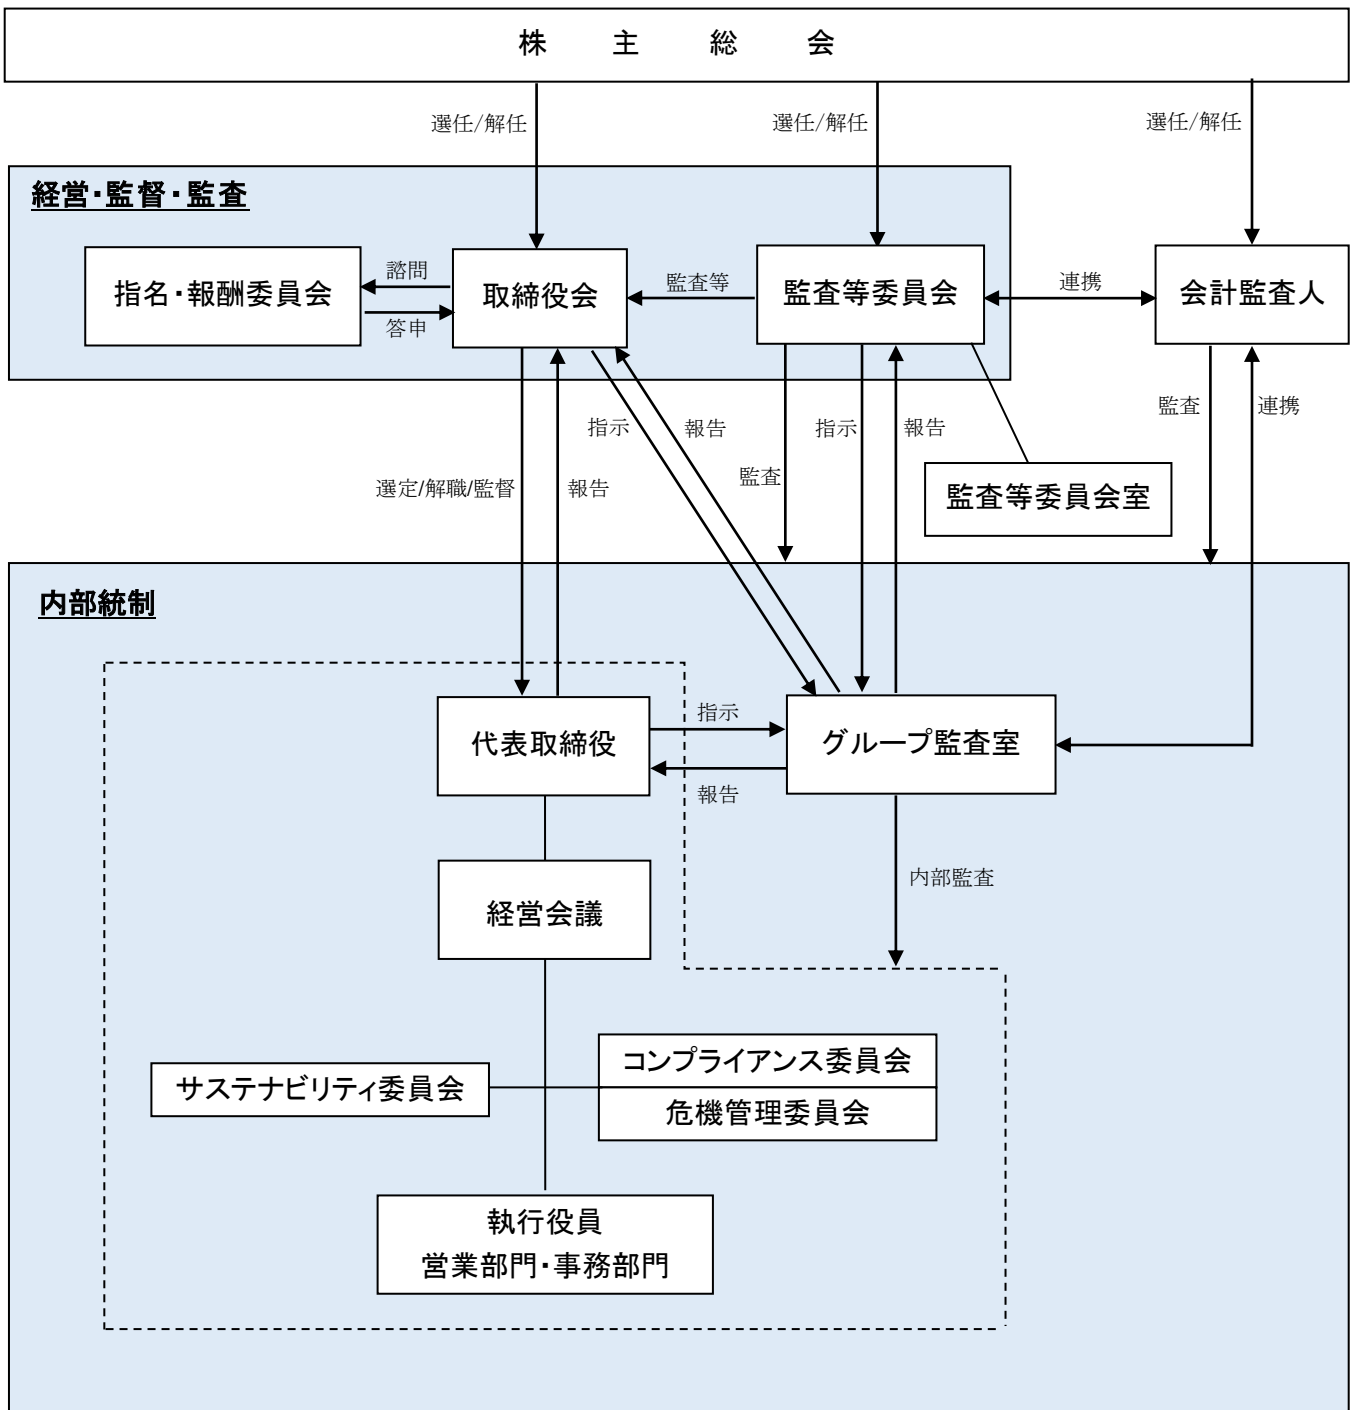 株主総会
選任/解任
選任/解任
選任/解任
経営・監督・監査
指名・報酬委員会
諮問
答申
取締役会
監査等
監査等委員会
連携
会計監査人
選定/解職/監督
報告
指示
報告
監査
指示
報告
監査等委員会室
監査
連携
内部統制
代表取締役
指示
報告
グループ監査室
経営会議
内部監査
サステナビリティ委員会
コンプライアンス委員会
危機管理委員会
執行役員
営業部門・事務部門